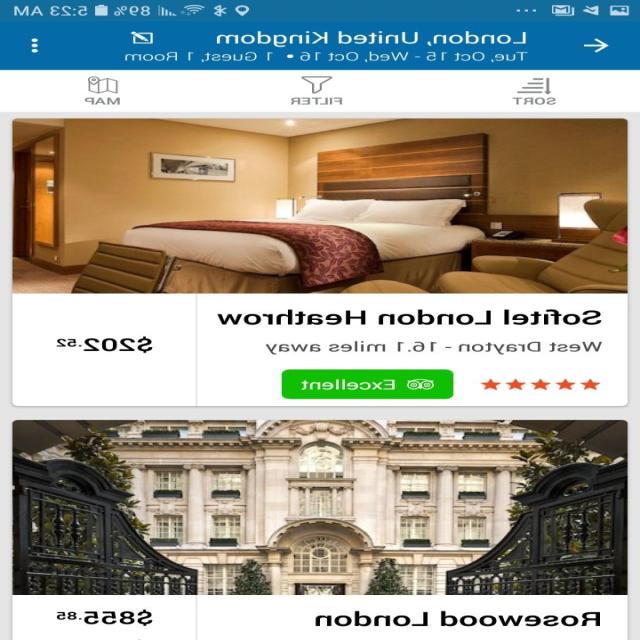 5:23 AM 89%
London, United Kingdom
Tue, Oct 15 - Wed, Oct 16 • 1 Guest, 1 Room
SORT FILTER MAP
Sofitel London Heathrow
West Drayton - 16.1 miles away
$202.52
Excellent
Rosewood London
$855.85